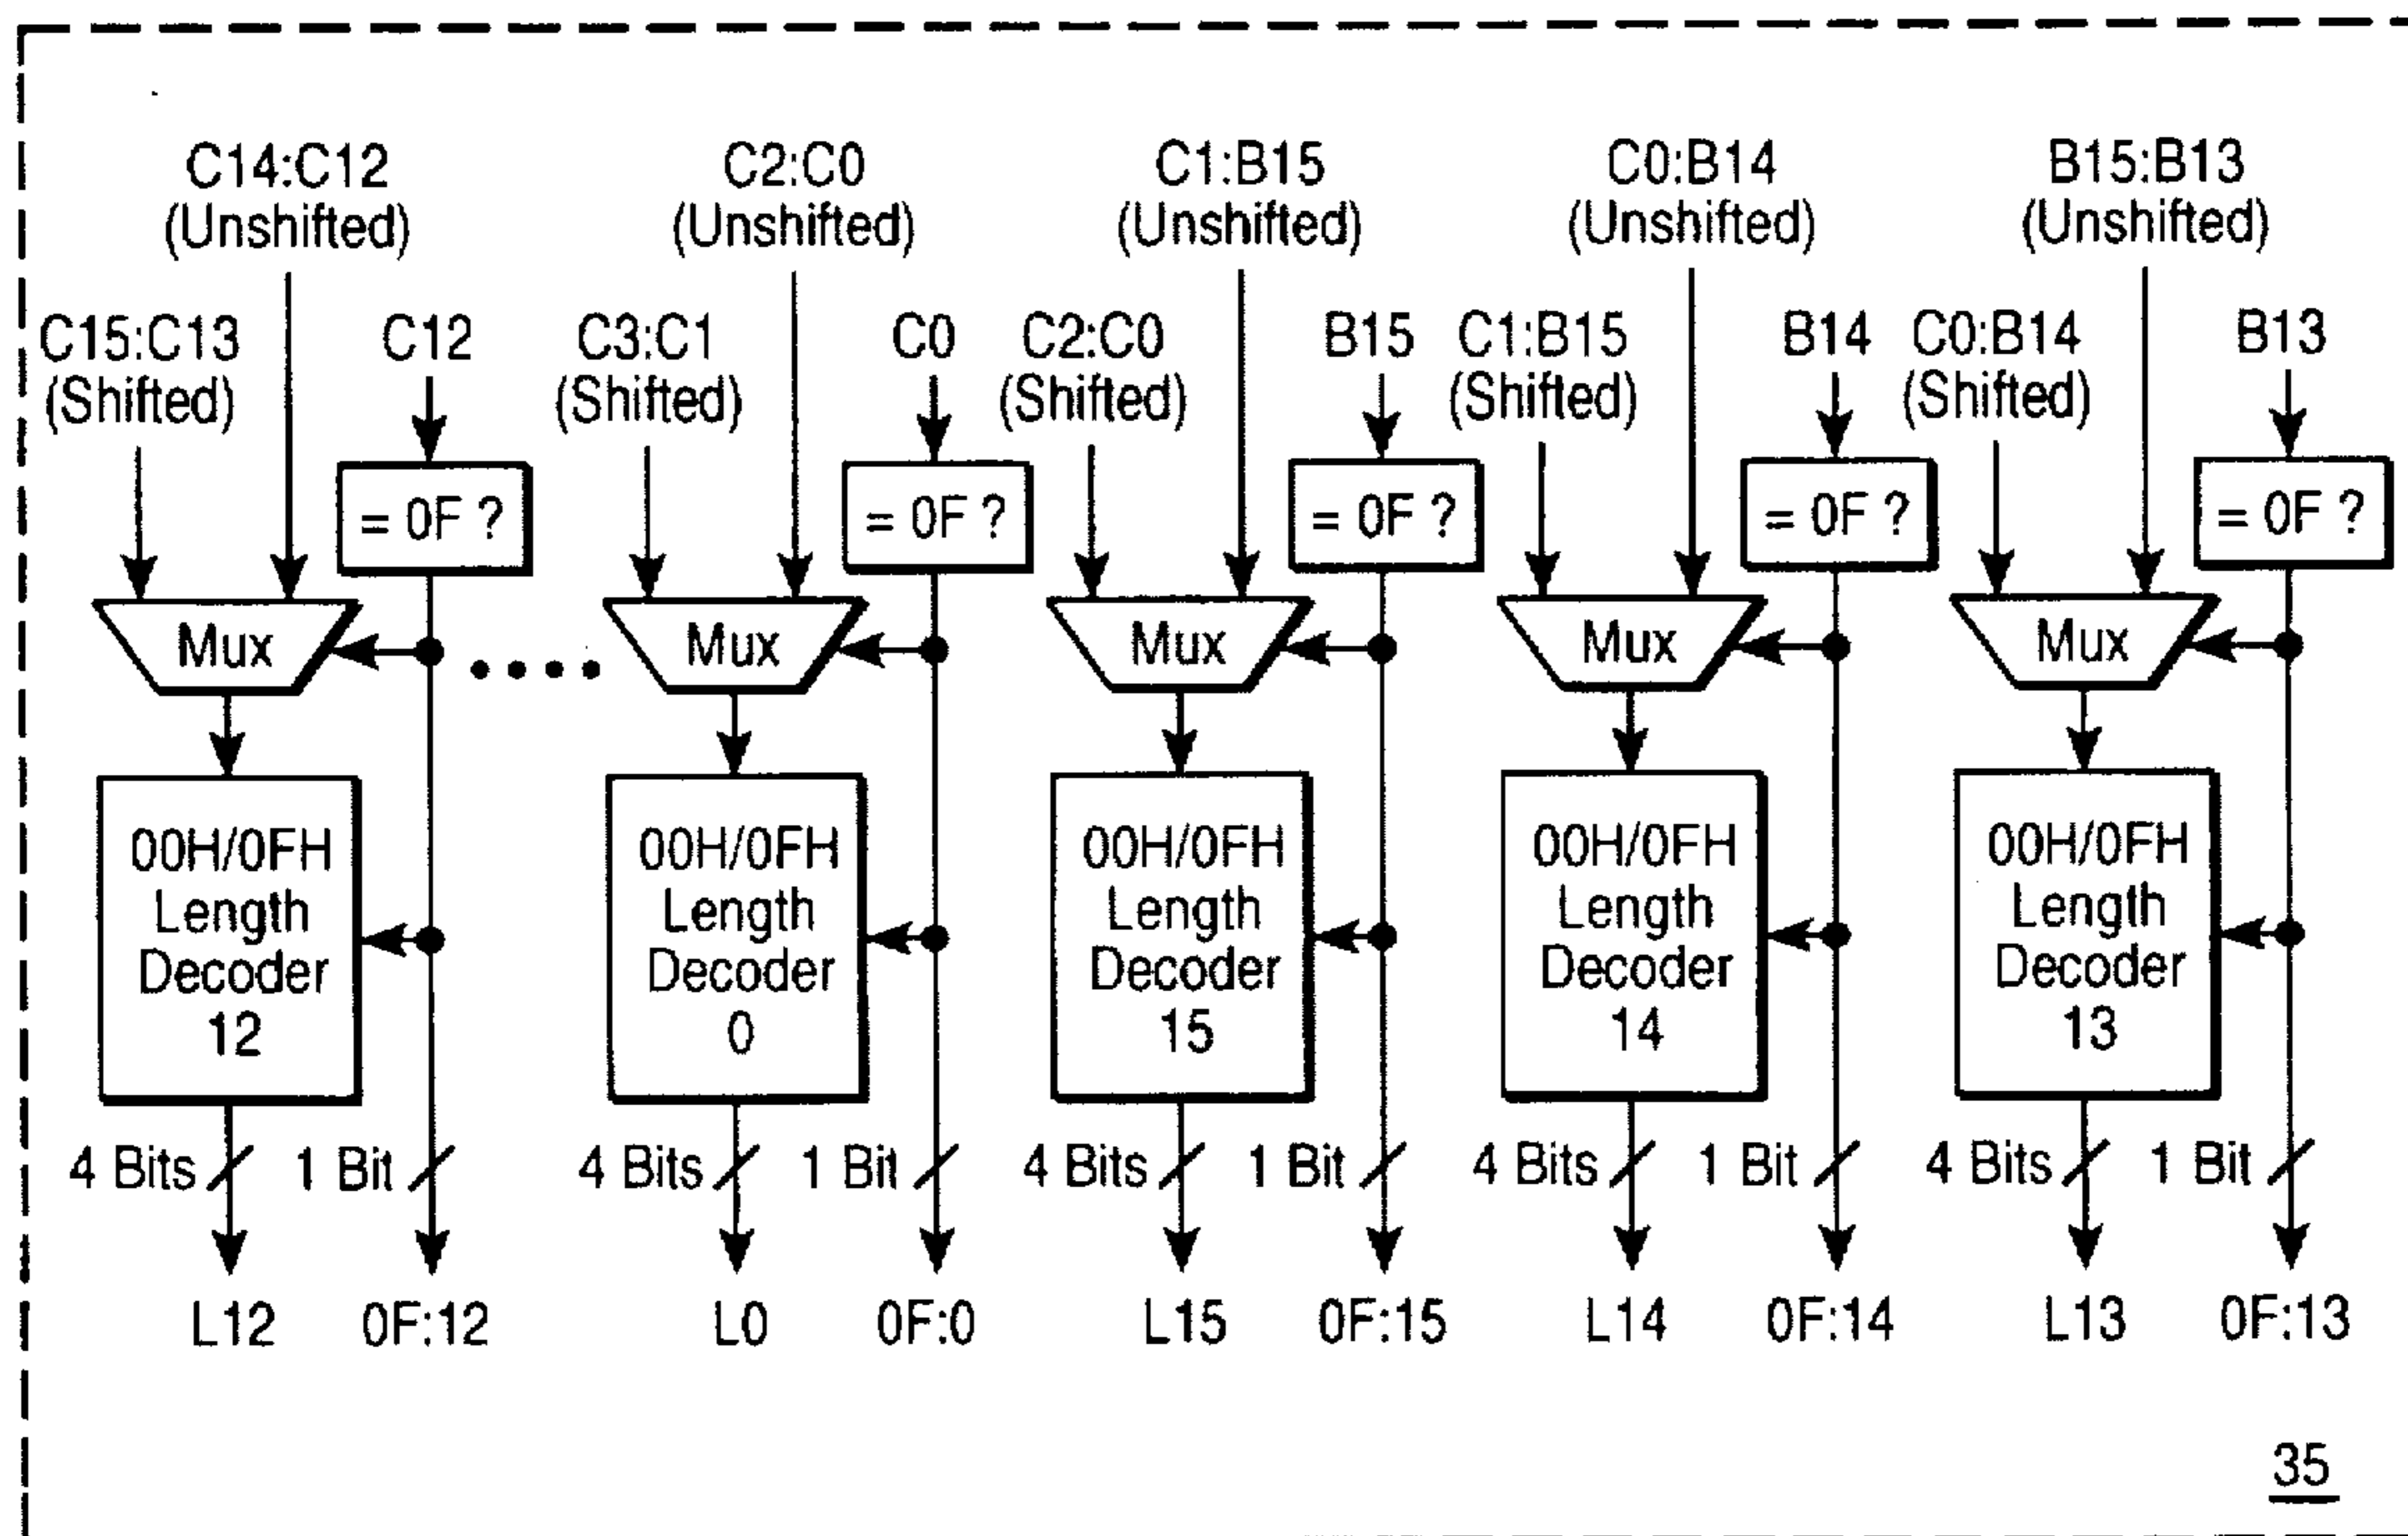 C14:C12 C2:C0 C1:B15 C0:B14 B15:B13
(Unshifted) (Unshifted) (Unshifted) (Unshifted) (Unshifted)
C15:C13 C12 C3:C1 C0 C2:C0 B15 C1:B15 B14 C0:B14 B13
(Shifted) (Shifted) (Shifted) (Shifted) (Shifted)
= 0F ? = 0F ? = 0F ? = 0F ? = 0F ?
Mux Mux Mux Mux Mux
00H/0FH 00H/0FH 00H/0FH 00H/0FH 00H/0FH
Length Length Length Length Length
Decoder Decoder Decoder Decoder Decoder
12 0 15 14 13
4 Bits 1 Bit 4 Bits 1 Bit 4 Bits 1 Bit 4 Bits 1 Bit 4 Bits 1 Bit
L12 0F:12 L0 0F:0 L15 0F:15 L14 0F:14 L13 0F:13
35